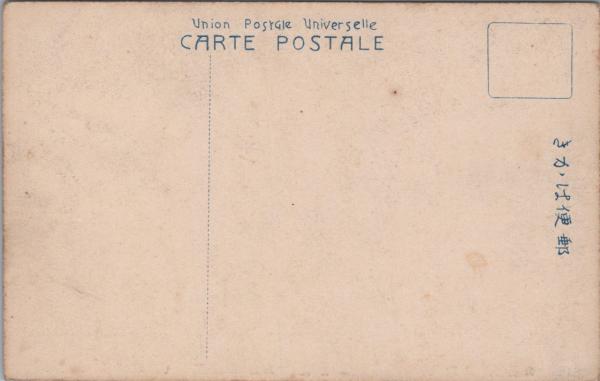 Union Postale Universelle
CARTE POSTALE
郵便はがき